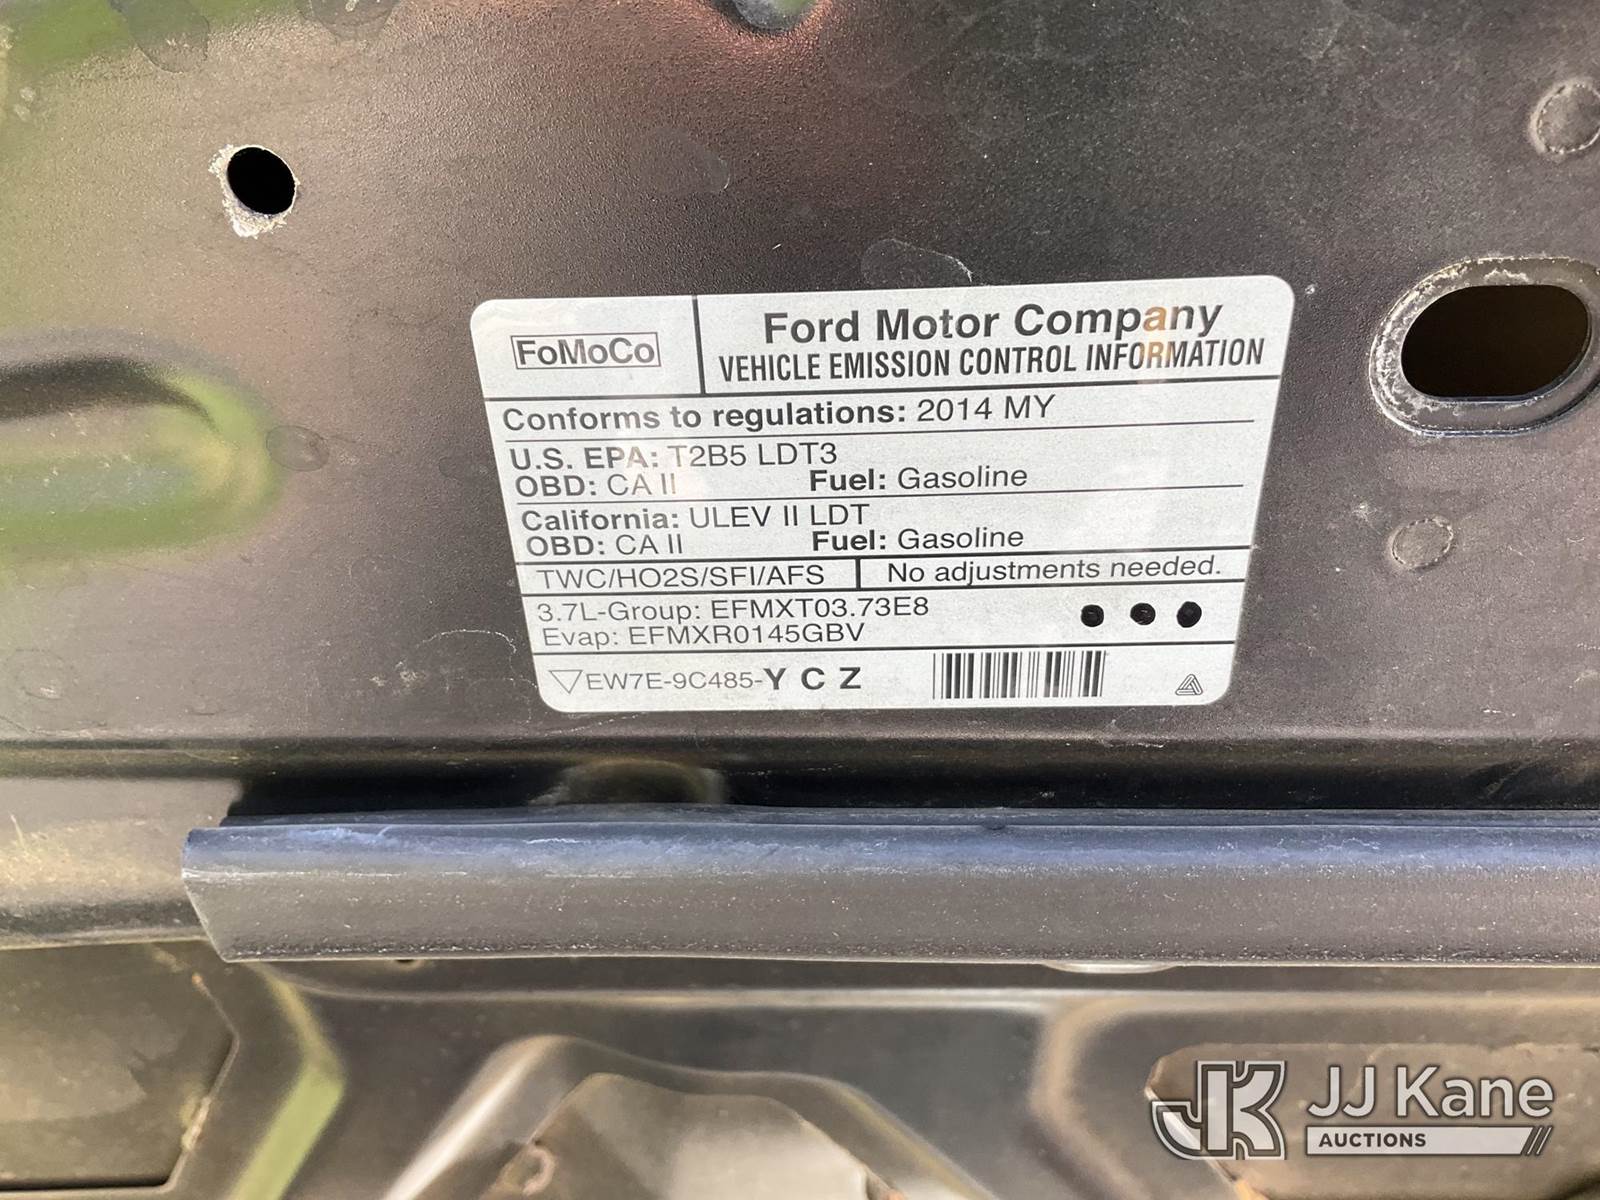 FoMoCo
Ford Motor Company
VEHICLE EMISSION CONTROL INFORMATION
Conforms to regulations: 2014 MY
U.S. EPA: T2B5 LDT3
OBD: CA II Fuel: Gasoline
California: ULEV II LDT
OBD: CA II Fuel: Gasoline
TWC/HO2S/SFI/AFS No adjustments needed.
3.7L-Group: EFMXT03.73E8
Evap: EFMXR0145GBV
EW7E-9C485-Y C Z
JJ Kane
AUCTIONS